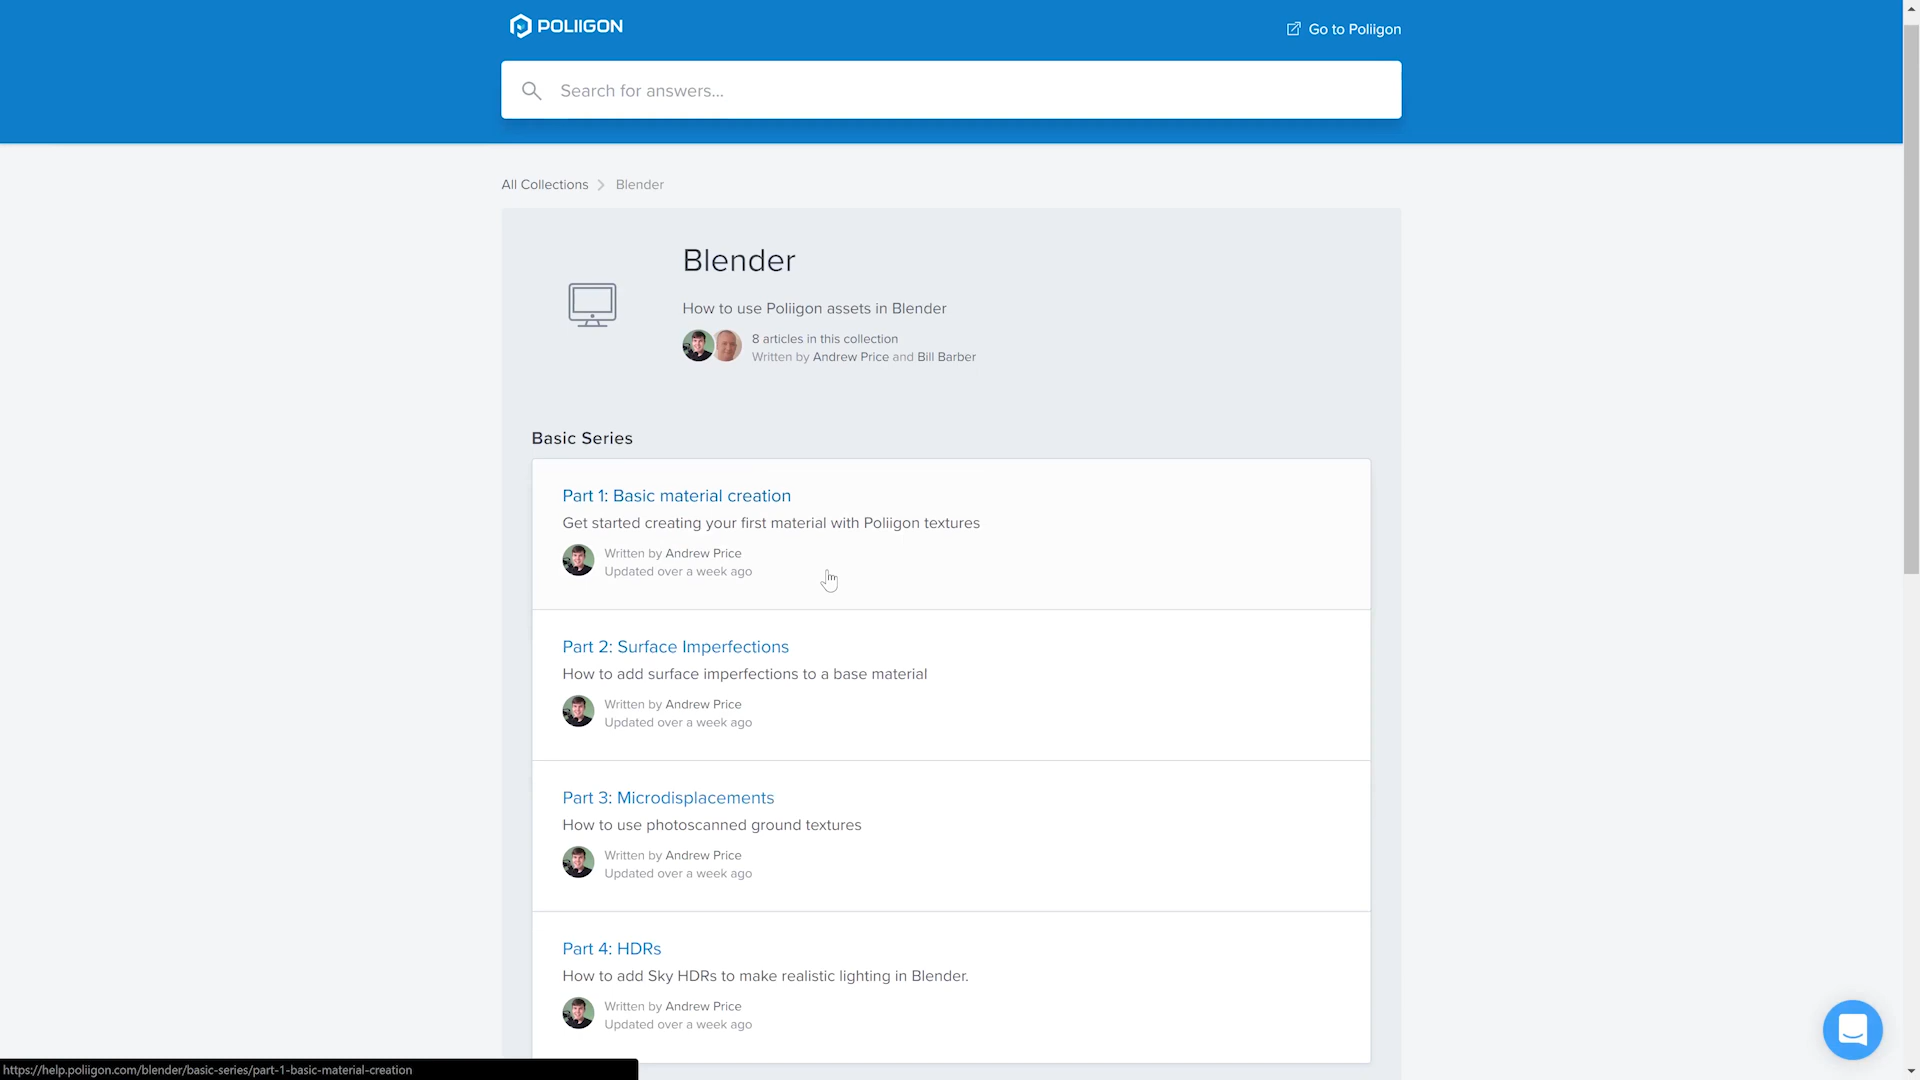 POLIIGON
Go to Poliigon
Search for answers...
All Collections
Blender
Blender
How to use Poliigon assets in Blender
8 articles in this collection
Written by Andrew Price and Bill Barber
Basic Series
Part 1: Basic material creation
Get started creating your first material with Poliigon textures
Written by Andrew Price
Updated over a week ago
Part 2: Surface Imperfections
How to add surface imperfections to a base material
Written by Andrew Price
Updated over a week ago
Part 3: Microdisplacements
How to use photoscanned ground textures
Written by Andrew Price
Updated over a week ago
Part 4: HDRs
How to add Sky HDRs to make realistic lighting in Blender.
Written by Andrew Price
Updated over a week ago
https://help.poliigon.com/blender/basic-series/part-1-basic-material-creation